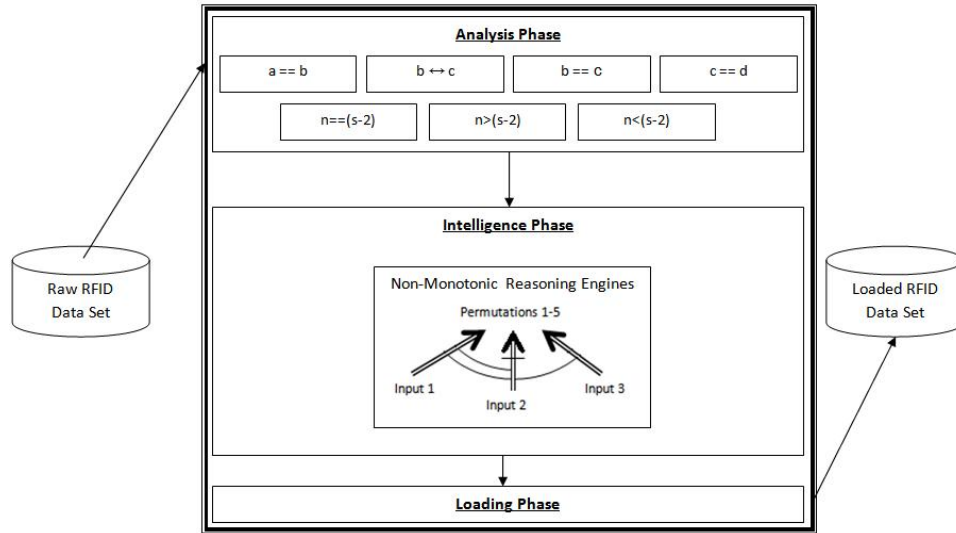 Analysis Phase
a == b
b ↔ c
b == c
c == d
n==(s-2)
n>(s-2)
n<(s-2)
Intelligence Phase
Raw RFID
Data Set
Non-Monotonic Reasoning Engines
Permutations 1-5
Input 1
Input 2
Input 3
Loaded RFID
Data Set
Loading Phase